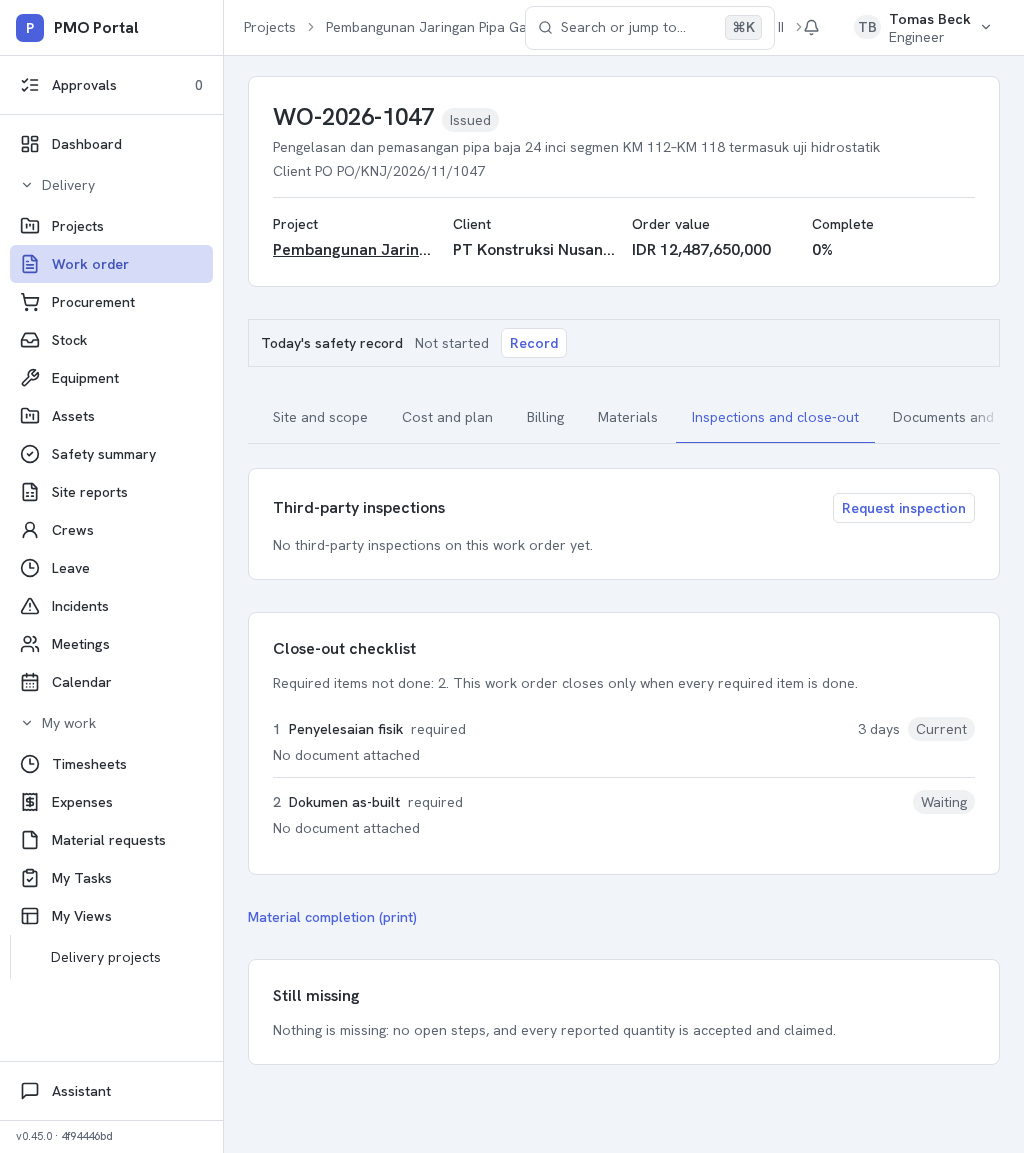 P PMO Portal
Projects
Pembangunan Jaringan Pipa Ga
Search or jump to...
⌘K
II
TB
Tomas Beck
Engineer
Approvals 0
Dashboard
Delivery
Projects
Work order
Procurement
Stock
Equipment
Assets
Safety summary
Site reports
Crews
Leave
Incidents
Meetings
Calendar
My work
Timesheets
Expenses
Material requests
My Tasks
My Views
Delivery projects
Assistant
v0.45.0 · 4f94446bd
WO-2026-1047 Issued
Pengelasan dan pemasangan pipa baja 24 inci segmen KM 112–KM 118 termasuk uji hidrostatik
Client PO PO/KNJ/2026/11/1047
Project Client Order value Complete
Pembangunan Jarin... PT Konstruksi Nusan... IDR 12,487,650,000 0%
Today's safety record Not started Record
Site and scope Cost and plan Billing Materials Inspections and close-out Documents and
Third-party inspections Request inspection
No third-party inspections on this work order yet.
Close-out checklist
Required items not done: 2. This work order closes only when every required item is done.
1 Penyelesaian fisik required 3 days Current
No document attached
2 Dokumen as-built required Waiting
No document attached
Material completion (print)
Still missing
Nothing is missing: no open steps, and every reported quantity is accepted and claimed.